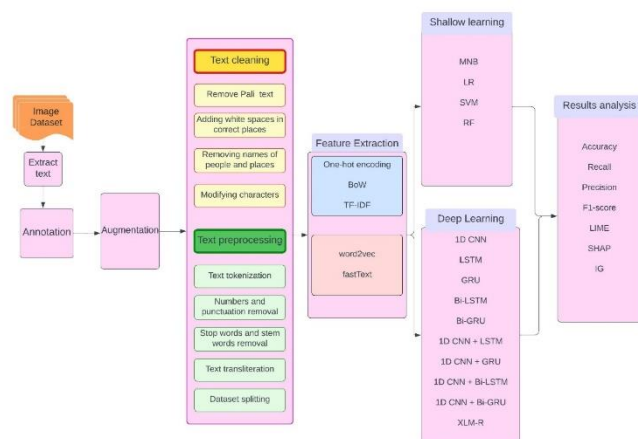 Image
Dataset
Extract
text
Annotation
Augmentation
Text cleaning
Remove Pali text
Adding white spaces in
correct places
Removing names of
people and places
Modifying characters
Text preprocessing
Text tokenization
Numbers and
punctuation removal
Stop words and stem
words removal
Text transliteration
Dataset splitting
Feature Extraction
One-hot encoding
BoW
TF-IDF
word2vec
fastText
Shallow learning
MNB
LR
SVM
RF
Deep Learning
1D CNN
LSTM
GRU
Bi-LSTM
Bi-GRU
1D CNN + LSTM
1D CNN + GRU
1D CNN + Bi-LSTM
1D CNN + Bi-GRU
XLM-R
Results analysis
Accuracy
Recall
Precision
F1-score
LIME
SHAP
IG